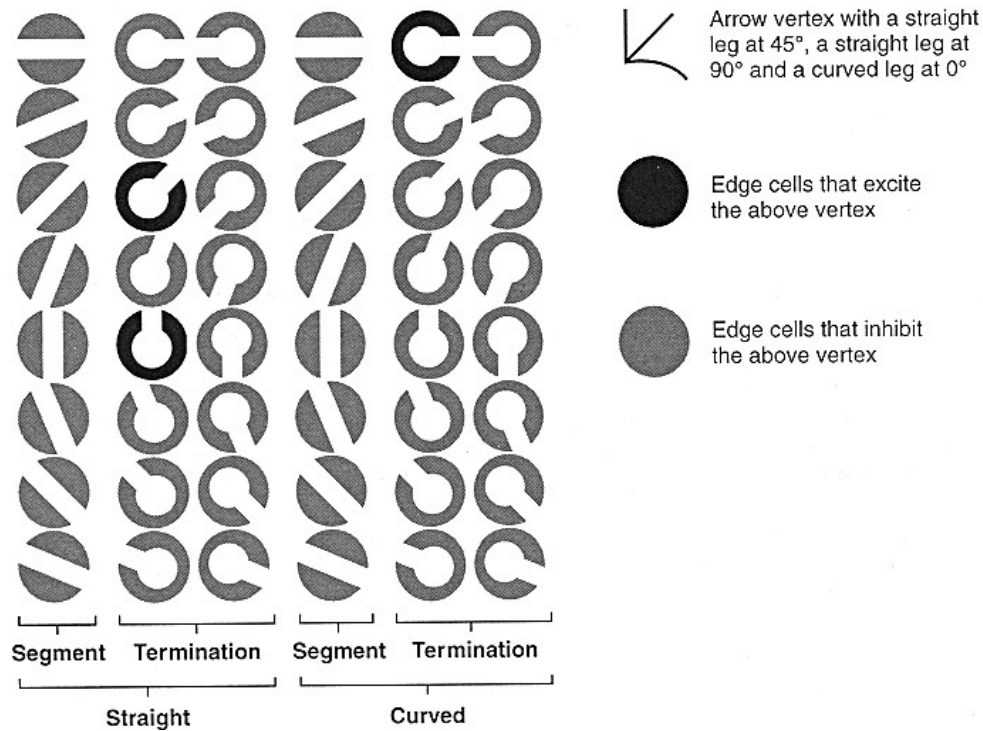 Arrow vertex with a straight
leg at 45°, a straight leg at
90° and a curved leg at 0°
Edge cells that excite
the above vertex
Edge cells that inhibit
the above vertex
Segment Termination Segment Termination
Straight Curved